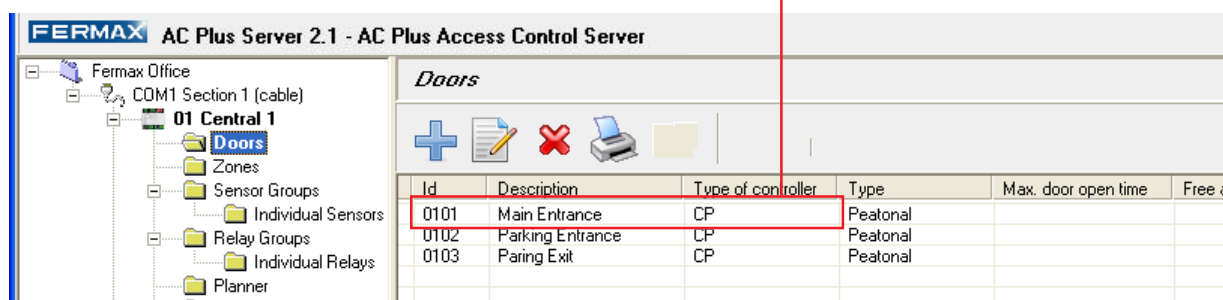 FERMAX AC Plus Server 2.1 - AC Plus Access Control Server
Fermax Office
COM1 Section 1 (cable)
01 Central 1
Doors
Zones
Sensor Groups
Individual Sensors
Relay Groups
Individual Relays
Planner
Doors
Id Description Type of controller Type Max. door open time Free
0101 Main Entrance CP Peatonal
0102 Parking Entrance CP Peatonal
0103 Paring Exit CP Peatonal